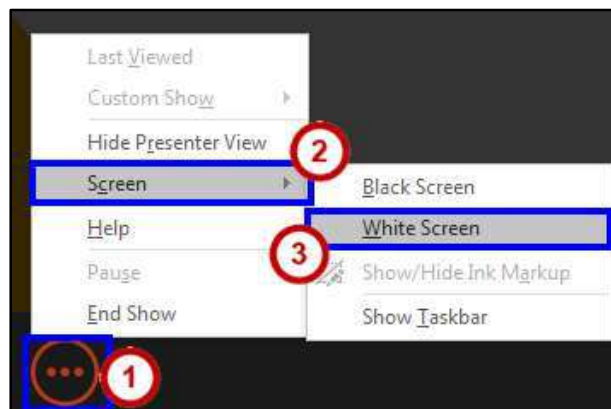 Last Viewed
Custom Show
Hide Presenter View
2
Screen
Black Screen
Help
White Screen
3
Pause
Show/Hide Ink Markup
End Show
Show Taskbar
1